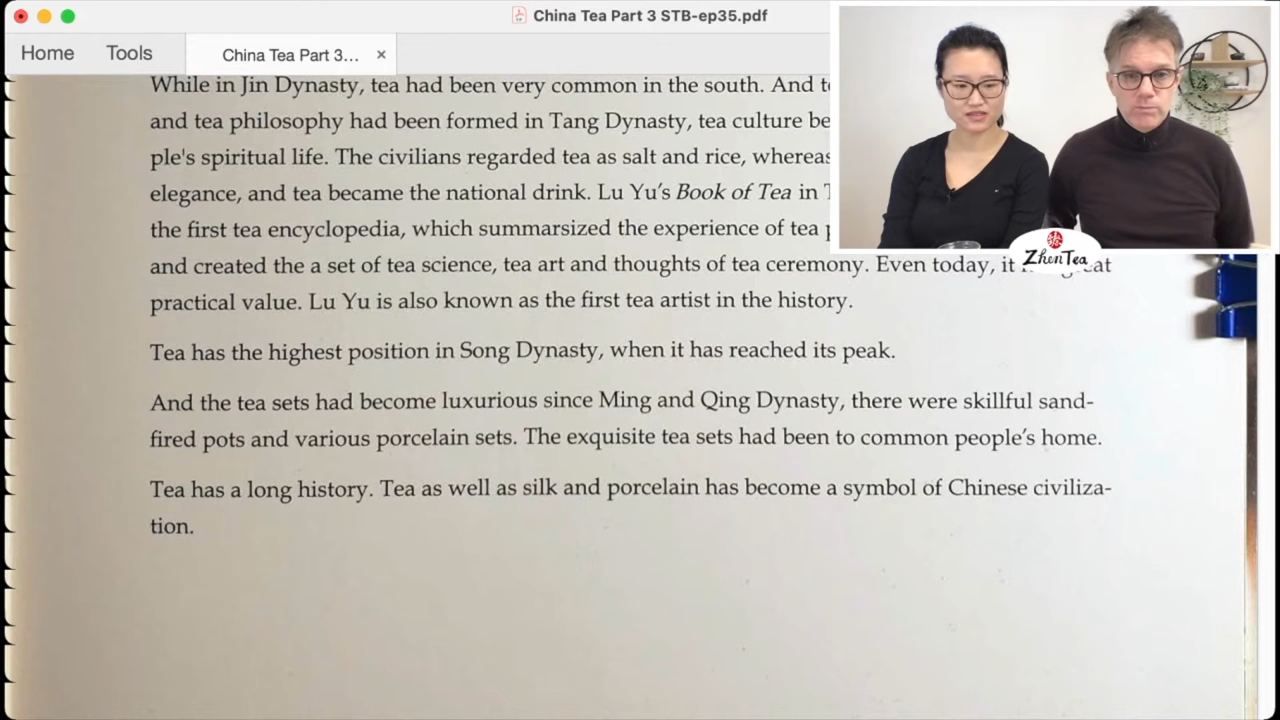 China Tea Part 3 STB-ep35.pdf
Home
Tools
China Tea Part 3...
×
While in Jin Dynasty, tea had been very common in the south. And
and tea philosophy had been formed in Tang Dynasty, tea culture
ple's spiritual life. The civilians regarded tea as salt and rice, whereas
elegance, and tea became the national drink. Lu Yu's Book of Tea in
the first tea encyclopedia, which summarsized the experience of tea
and created the a set of tea science, tea art and thoughts of tea ceremony. Even today, it
practical value. Lu Yu is also known as the first tea artist in the history.
Tea has the highest position in Song Dynasty, when it has reached its peak.
And the tea sets had become luxurious since Ming and Qing Dynasty, there were skillful sand-
fired pots and various porcelain sets. The exquisite tea sets had been to common people's home.
Tea has a long history. Tea as well as silk and porcelain has become a symbol of Chinese civiliza-
tion.
ZhenTea